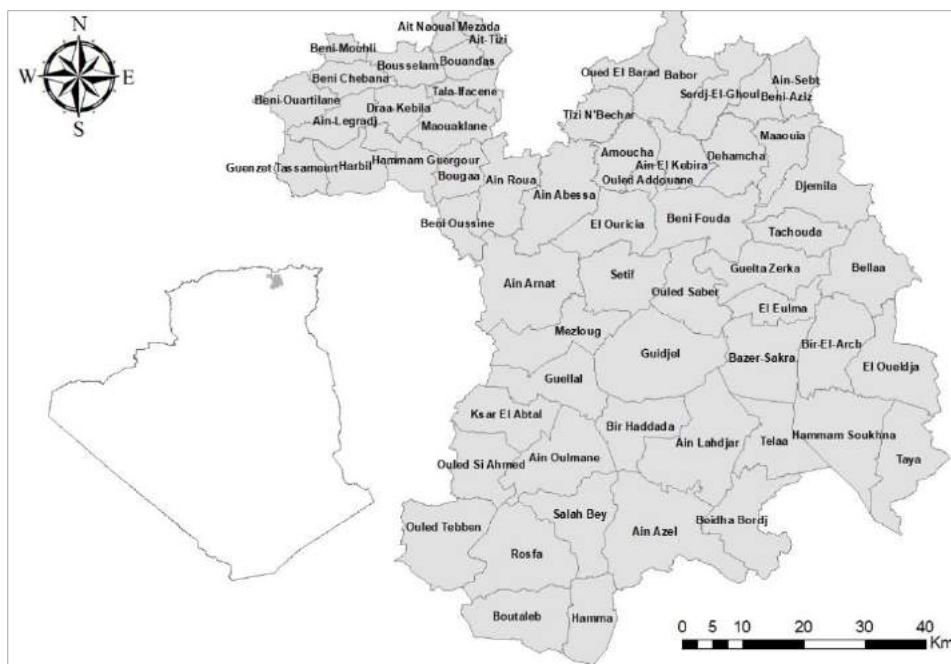 N
W E
S
Ait Naoual Mezada
Ait-Tizi
Beni-Mouhli
Bousselam
Bouandas
Beni Chebana
Tala-Ifacene
Beni-Ouartilane
Draa-Kebila
Ain-Legradj
Maouaklane
Guenzet
Tassameurt
Harbil
Hammam Guergour
Bougaa
Ain Roua
Beni Oussine
Oued El Barad
Babor
Serdj-El-Ghoul
Ain-Sebt
Beni-Aziz
Tizi N'Bechar
Maaouia
Amoucha
Ain El Kebira
Dehamcha
Ouled Addouane
Djemila
Ain Abessa
El Ouricia
Beni Fouda
Tachouda
Ain Arnat
Setif
Ouled Saber
Guelta Zerka
Bellaa
El Eulma
Mezloug
Guidjel
Bazer-Sakra
Bir-El-Arch
El Oueldja
Guellal
Ksar El Abtal
Bir Haddada
Ain Lahdjar
Telaa
Hammam Soukhna
Taya
Ouled Si Ahmed
Ain Oulmane
Salah Bey
Ouled Tebben
Rosfa
Ain Azel
Beidha Bordj
Boutaleb
Hamma
0 5 10 20 30 40
Km